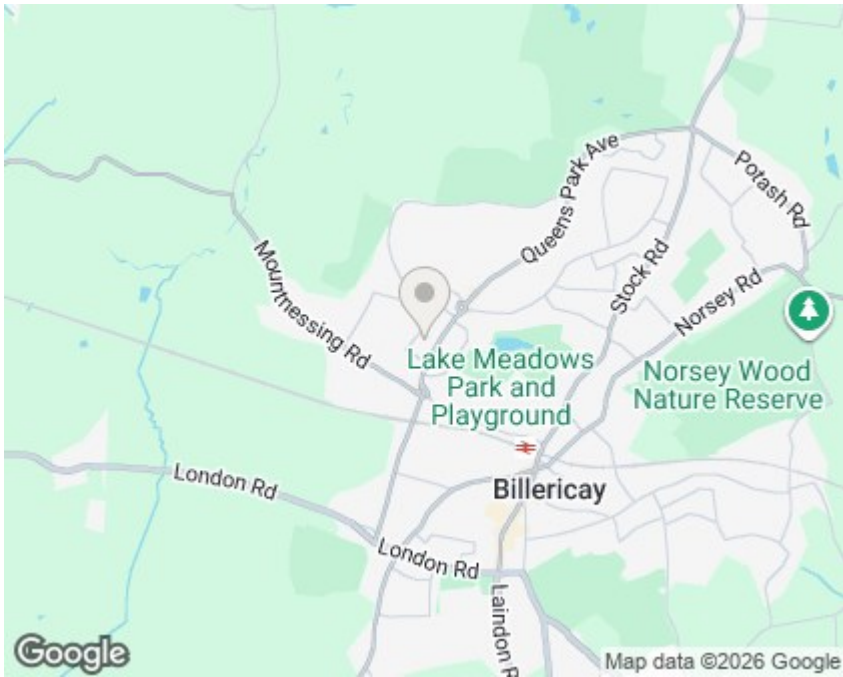 Queens Park Ave
Potash Rd
Stock Rd
Mountnessing Rd
Norsey Rd
Lake Meadows
Park and
Playground
Norsey Wood
Nature Reserve
London Rd
Billericay
London Rd
Laindon R
Google
Map data ©2026 Google